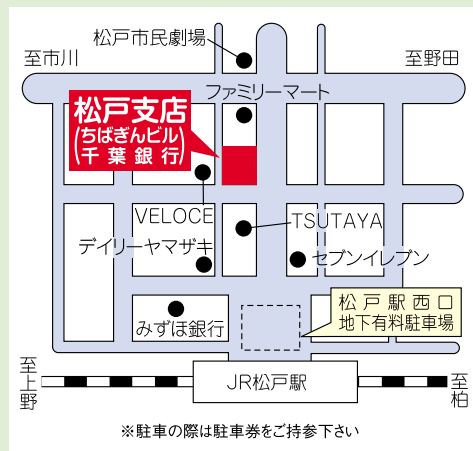 松戸市民劇場
至市川
至野田
ファミリーマート
松戸支店
(ちばぎんビル)
(千葉銀行)
VELOCE
TSUTAYA
デイリーヤマザキ
セブンイレブン
松戸駅西口
地下有料駐車場
みずほ銀行
至上野
JR松戸駅
至柏
※駐車の際は駐車券をご持参下さい